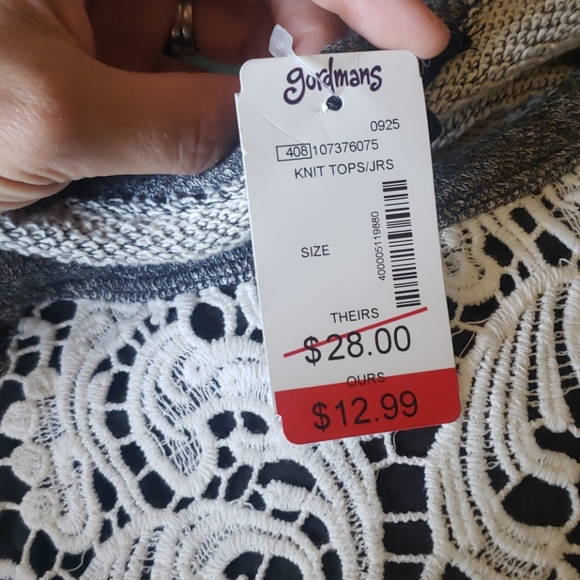 gordmans
0925
408 107376075
KNIT TOPS/JRS
400005119880
SIZE
THEIRS
$28.00
OURS
$12.99